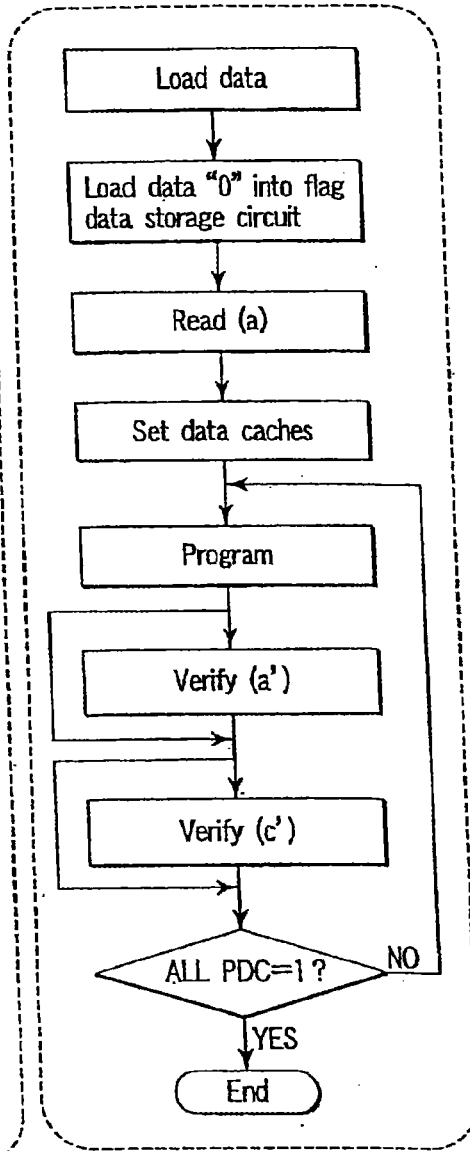 Load data
Load data "0" into flag
data storage circuit
Read (a)
Set data caches
Program
Verify (a')
Verify (c')
ALL PDC=1?
NO
YES
End